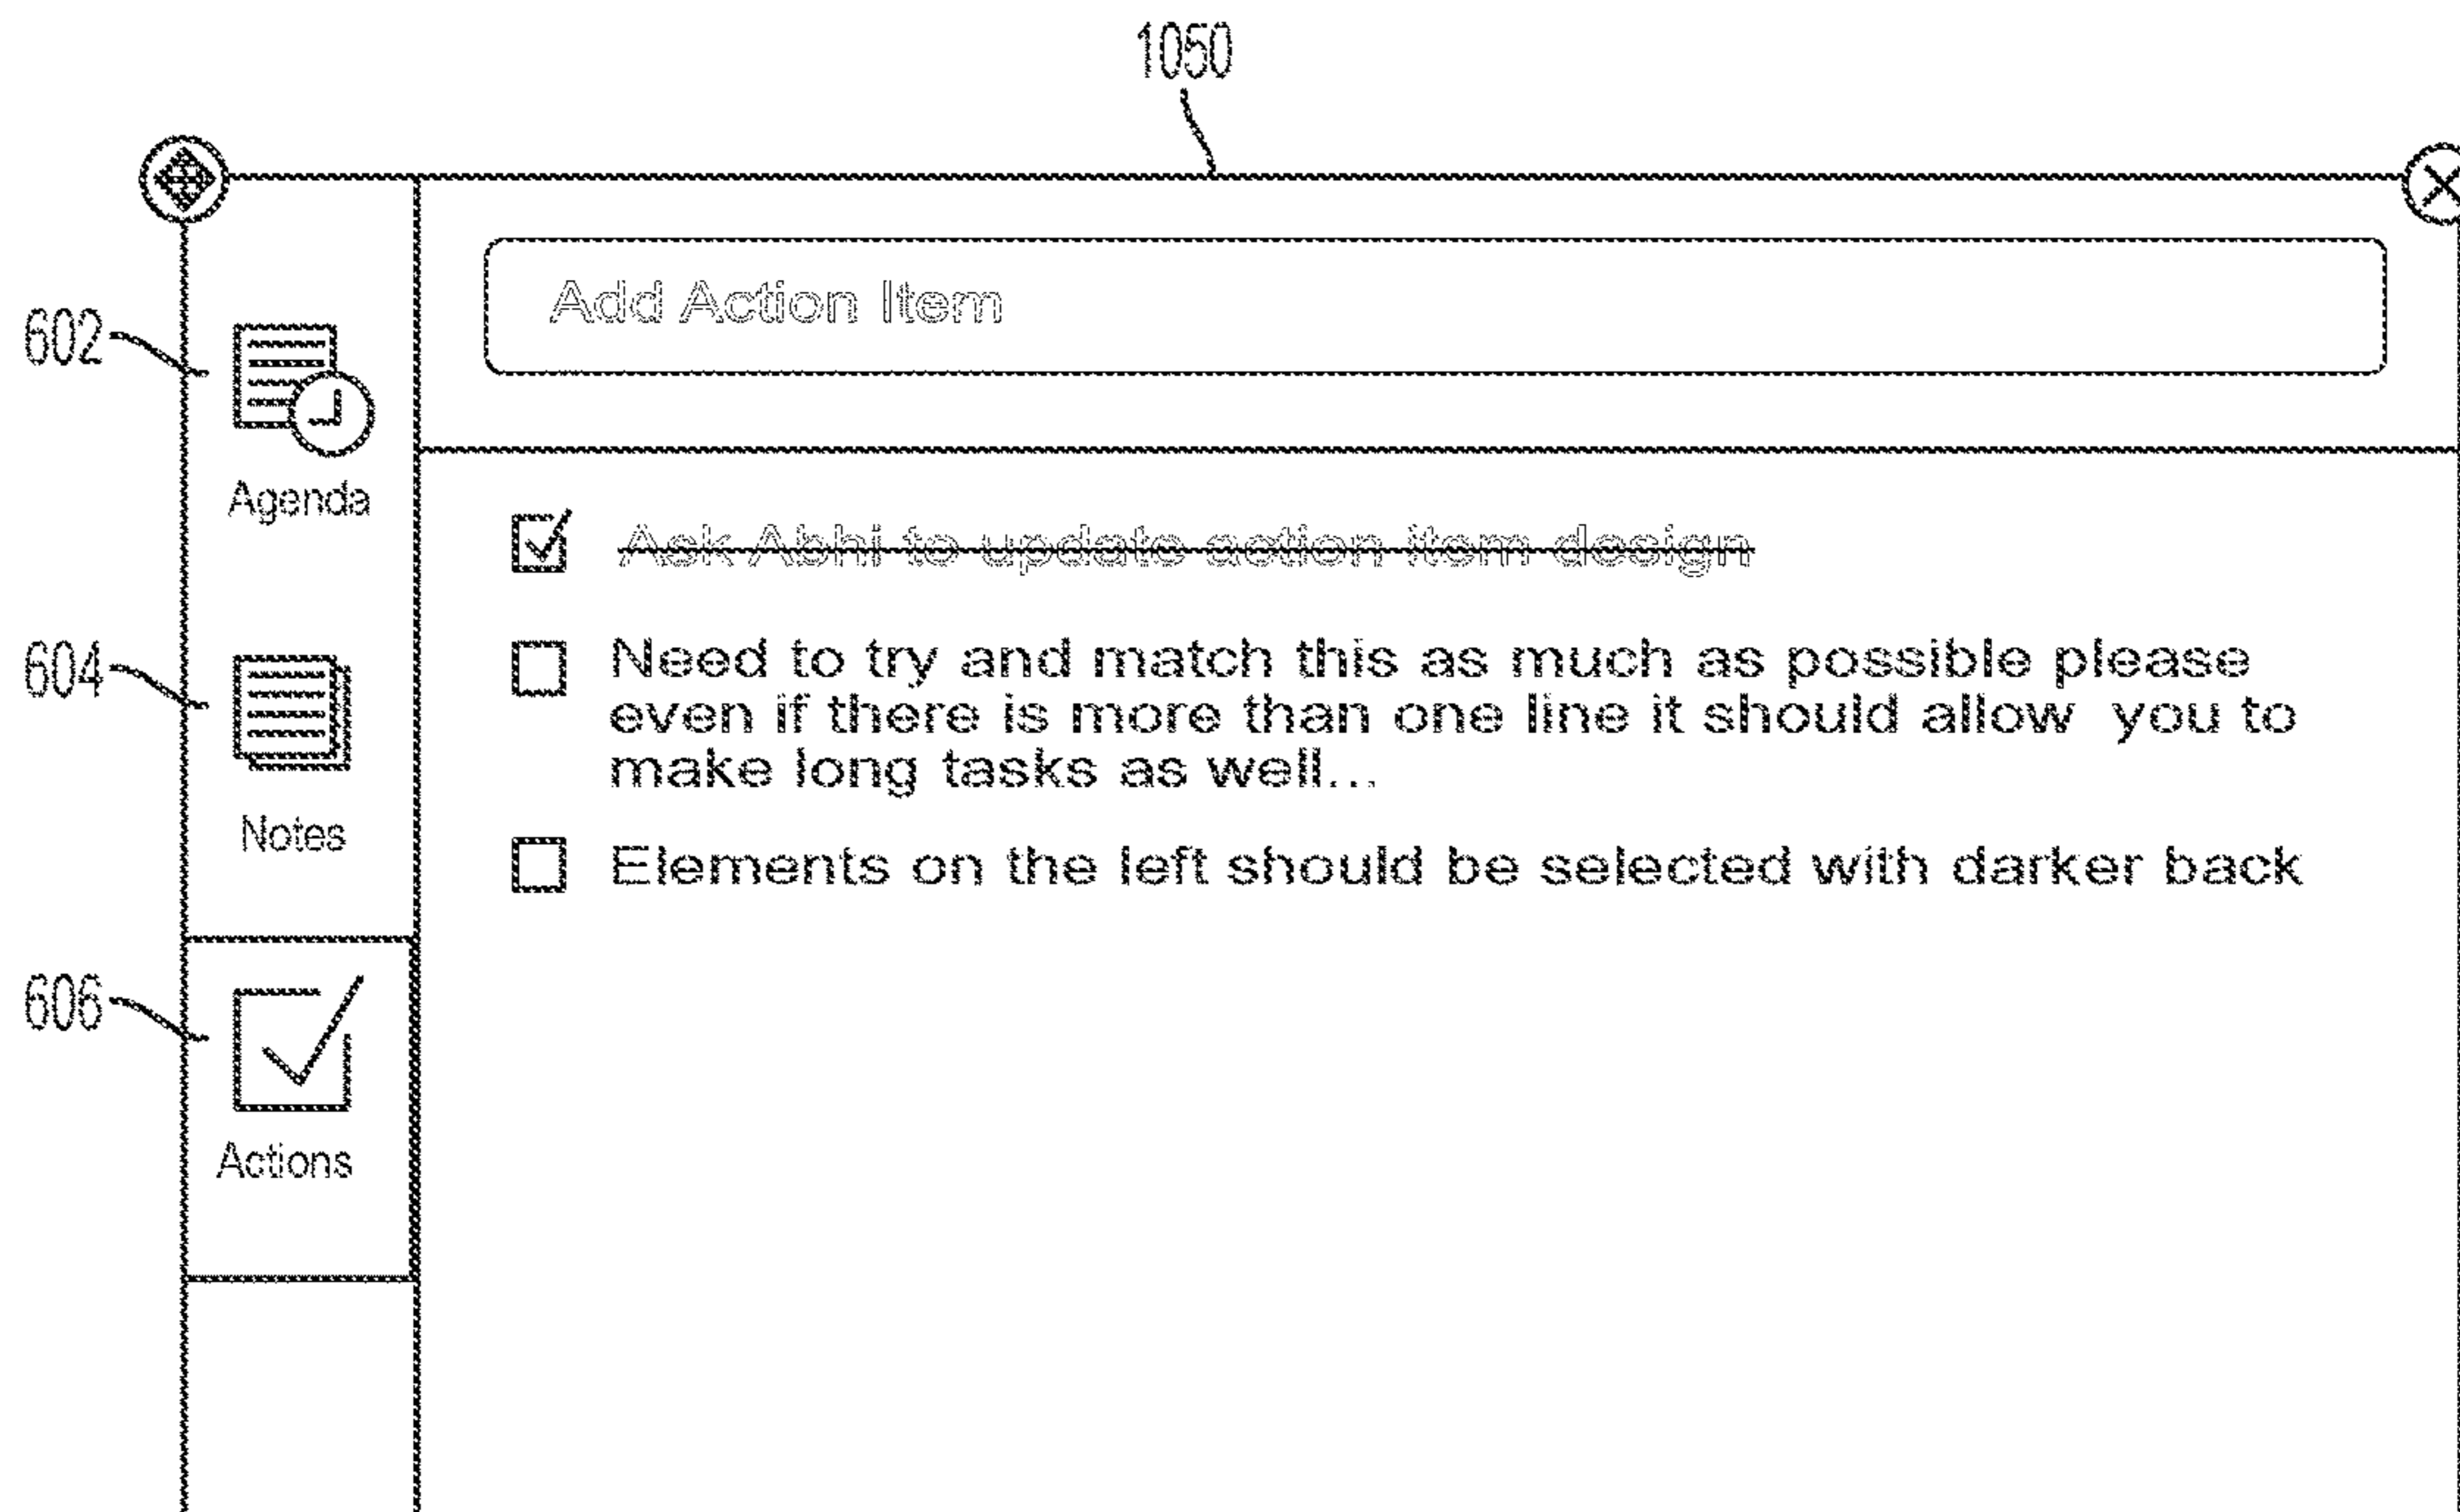 1050
Add Action Item
602
Agenda
Ask Abhi to update action item design
604
Need to try and match this as much as possible please
even if there is more than one line it should allow you to
make long tasks as well...
Notes
Elements on the left should be selected with darker back
606
Actions